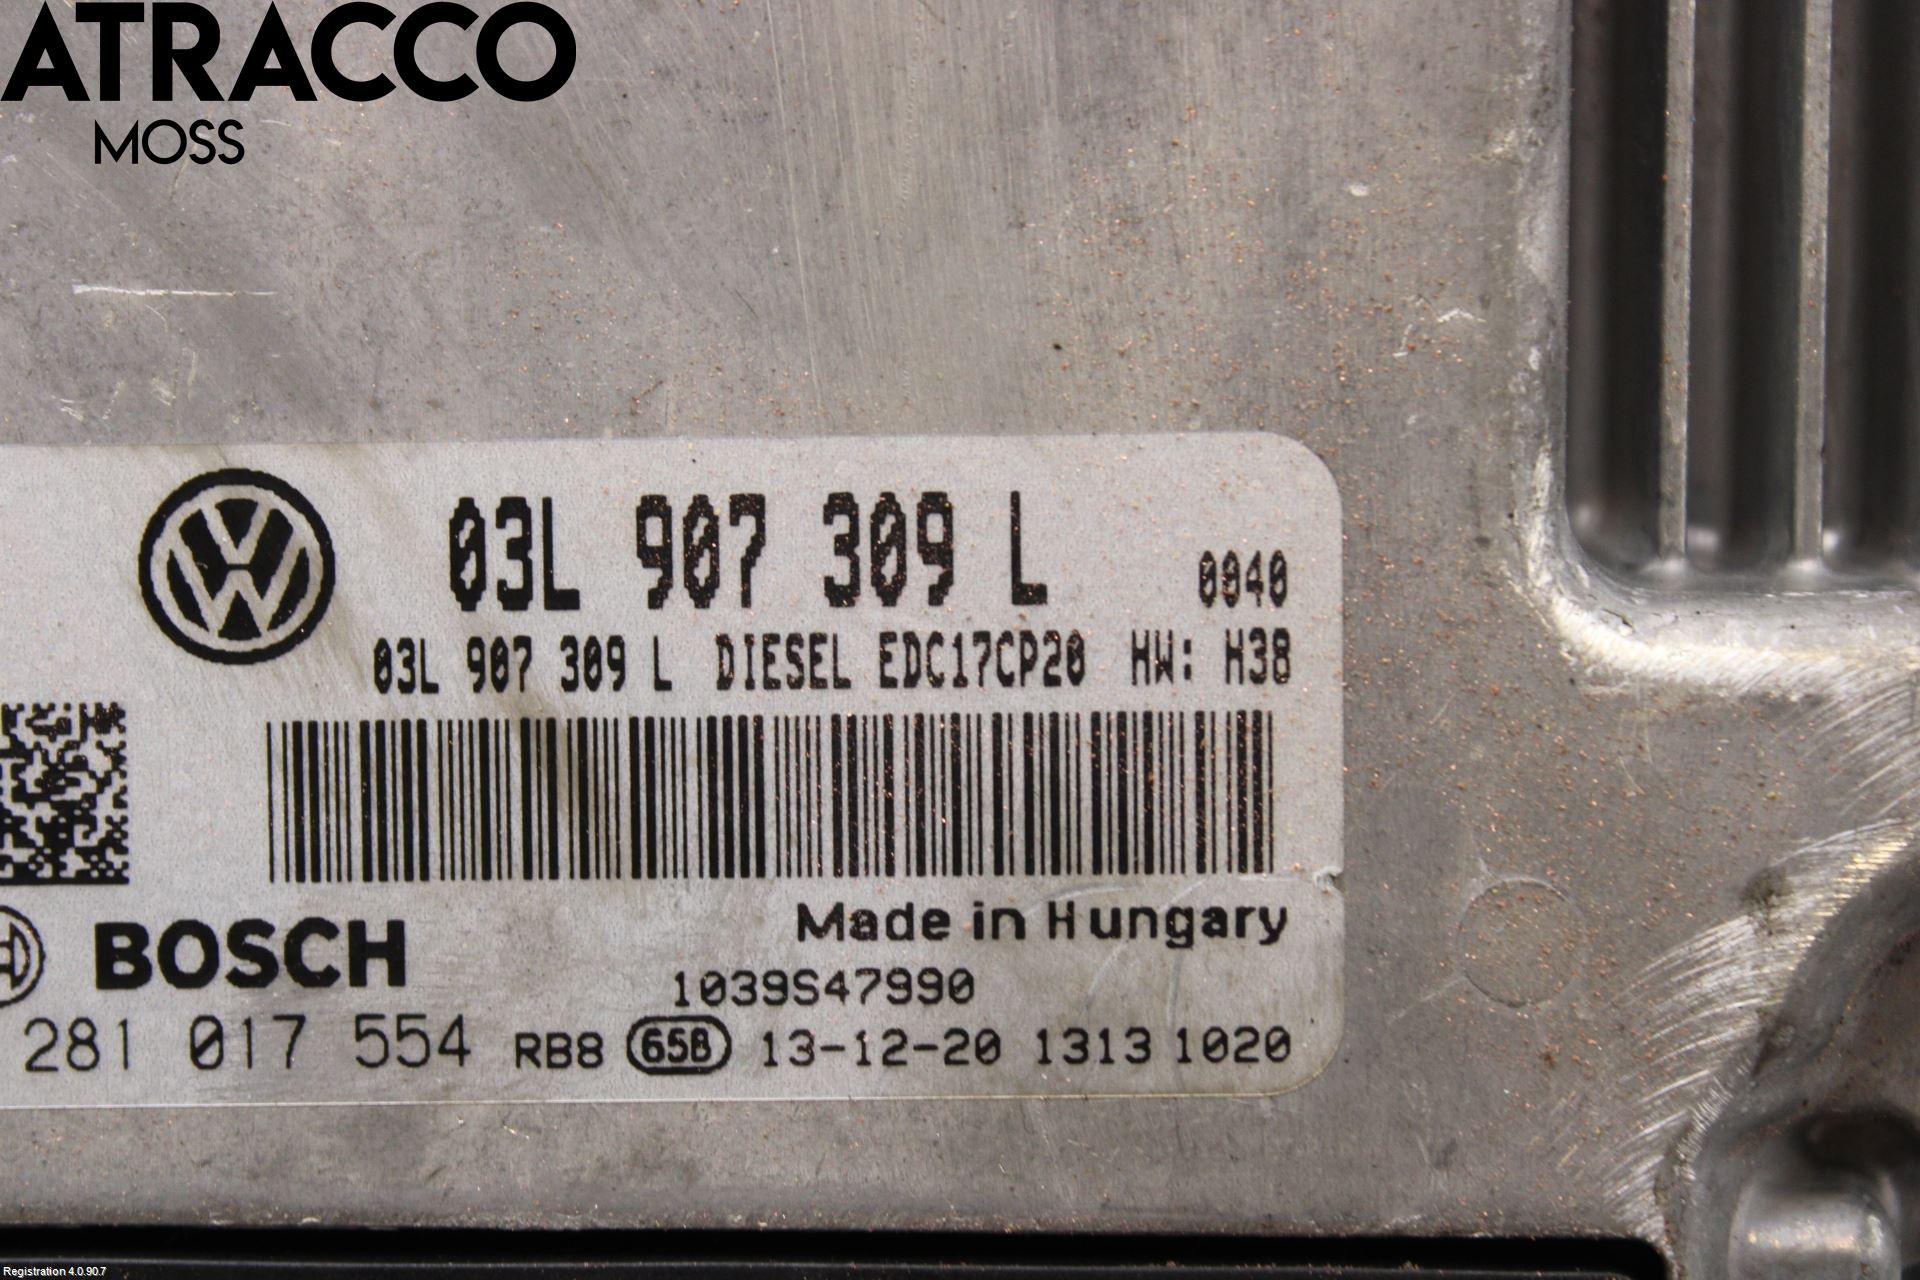 ATRACCO
MOSS
03L 907 309 L 0040
03L 907 309 L DIESEL EDC17CP20 HW: H38
Made in Hungary
BOSCH
1039S47990
281 017 554 RB8 65B 13-12-20 1313 1020
Registration 4.0.90.7